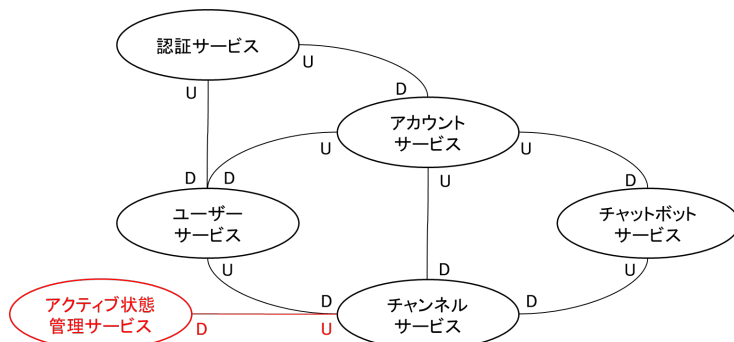 認証サービス
U
U
D
アカウント
サービス
U
U
U
D
D
D
ユーザー
サービス
チャットボット
サービス
U
U
D
D
D
アクティブ状態
管理サービス
D
U
チャンネル
サービス